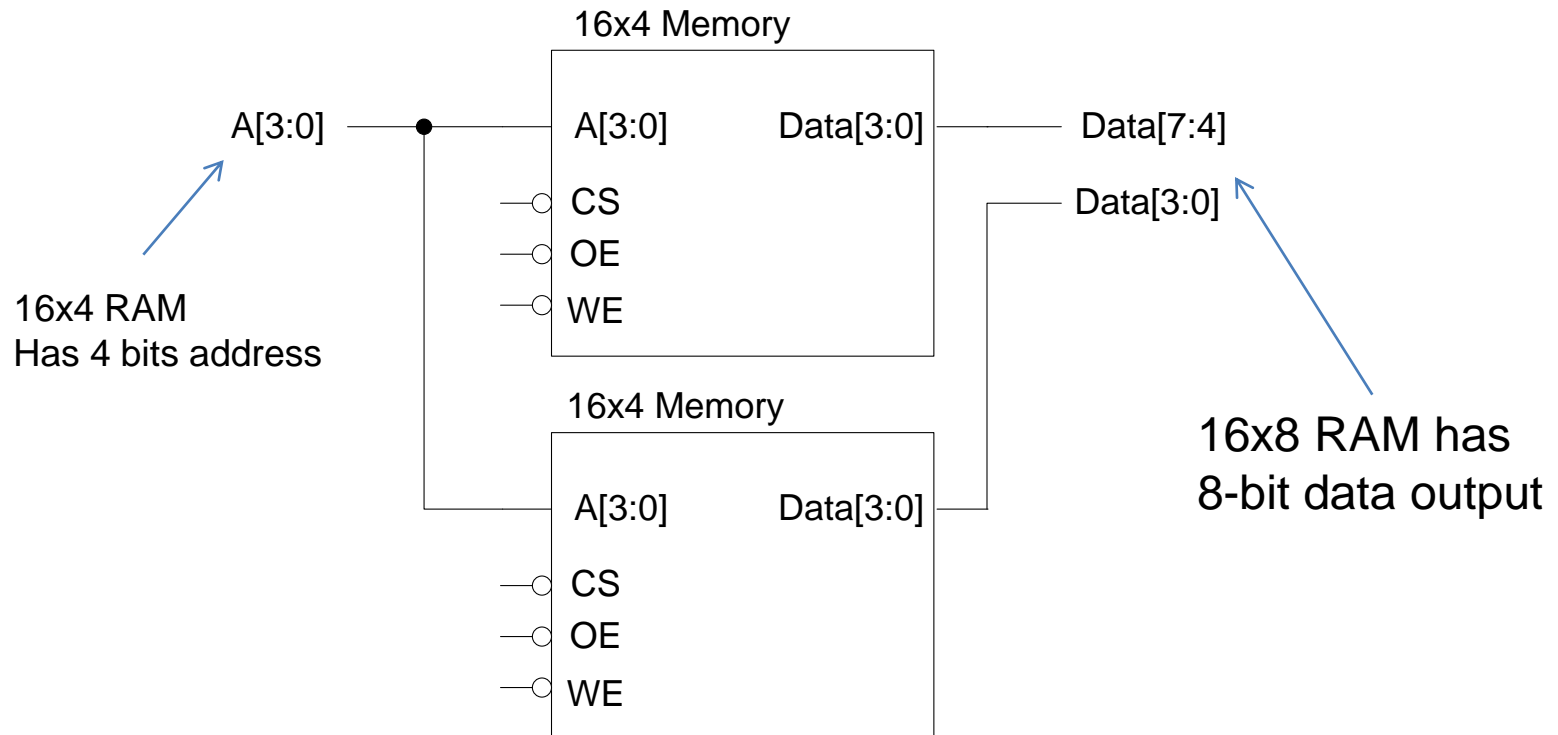 16x4 Memory
A[3:0]
A[3:0]
Data[3:0]
Data[7:4]
CS
OE
WE
Data[3:0]
16x4 RAM
Has 4 bits address
16x4 Memory
A[3:0]
Data[3:0]
CS
OE
WE
16x8 RAM has
8-bit data output